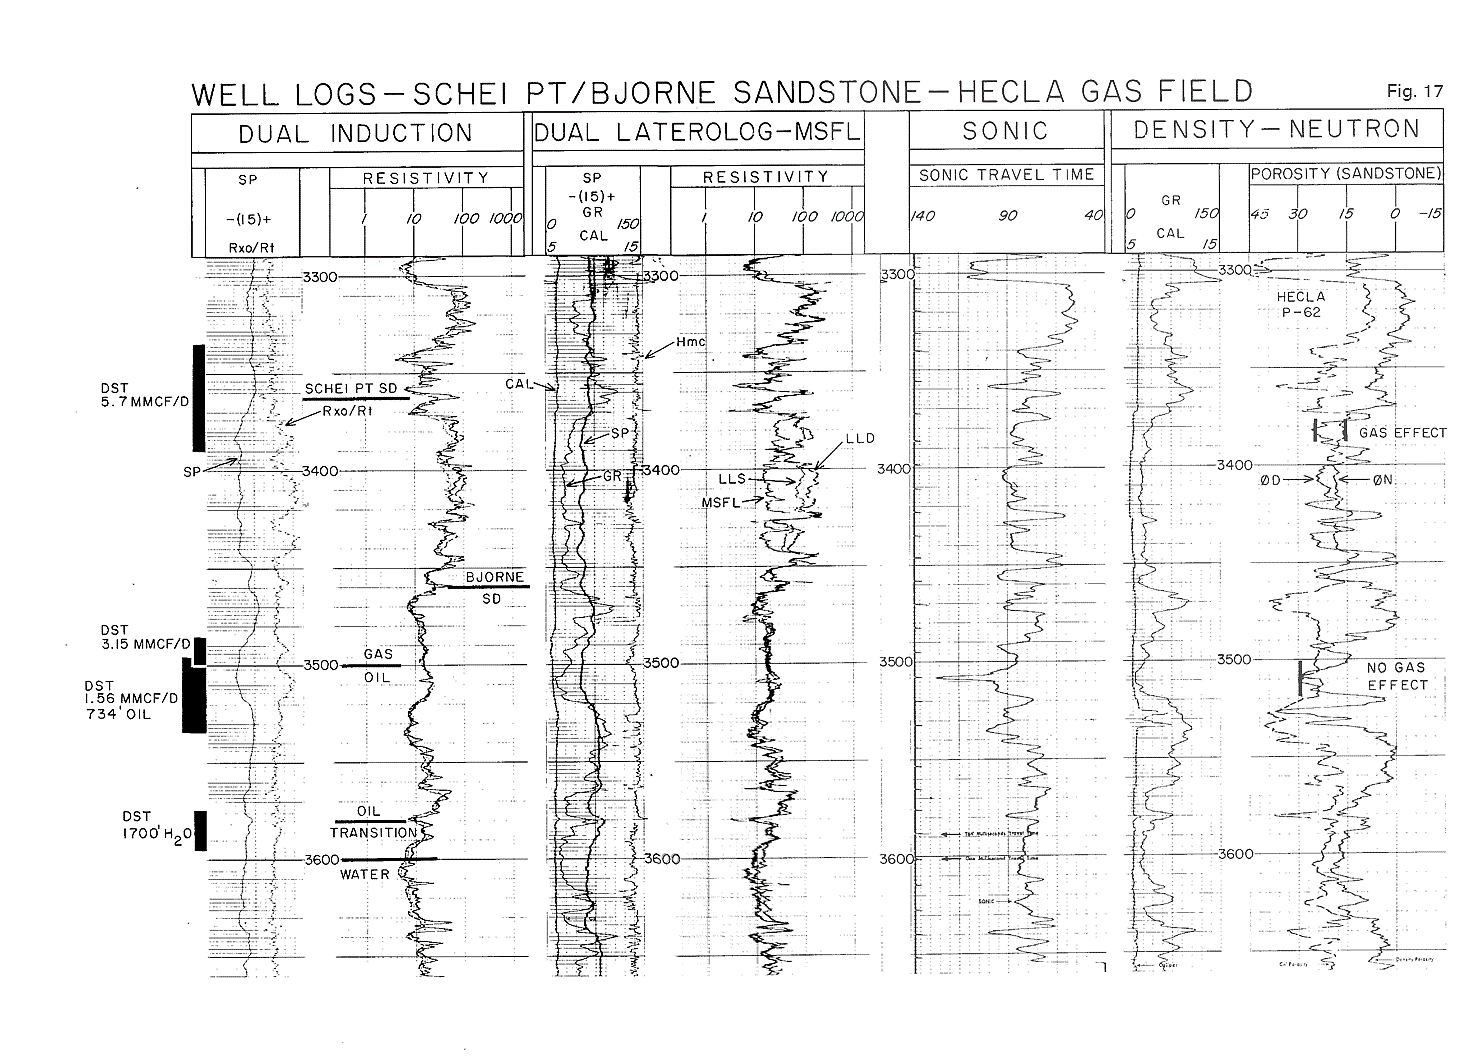 WELL LOGS—SCHEI PT/BJORNE SANDSTONE—HECLA GAS FIELD
Fig. 17
DUAL INDUCTION
DUAL LATEROLOG-MSFL
SONIC
DENSITY—NEUTRON
SP
-(15)+
Rxo/Rt
RESISTIVITY
1 10 100 1000
SP
-(15)+
GR
0 150
CAL
5 15
RESISTIVITY
1 10 100 1000
SONIC TRAVEL TIME
140 90 40
GR
0 150
CAL
5 15
POROSITY (SANDSTONE)
45 30 15 0 -15
3300
3300
3300
3300
HECLA
P-62
Hmc
DST
5.7 MMCF/D
SCHEI PT SD
Rxo/Rt
CAL
SP
SP
LLD
GAS EFFECT
3400
3400
3400
3400
GR
LLS
MSFL
ØD
ØN
BJORNE
SD
DST
3.15 MMCF/D
GAS
3500
3500
3500
3500
OIL
NO GAS
EFFECT
DST
1.56 MMCF/D
734' OIL
DST
1700' H2O
OIL
TRANSITION
3600
3600
3600
3600
WATER
SONIC
Density Porosity